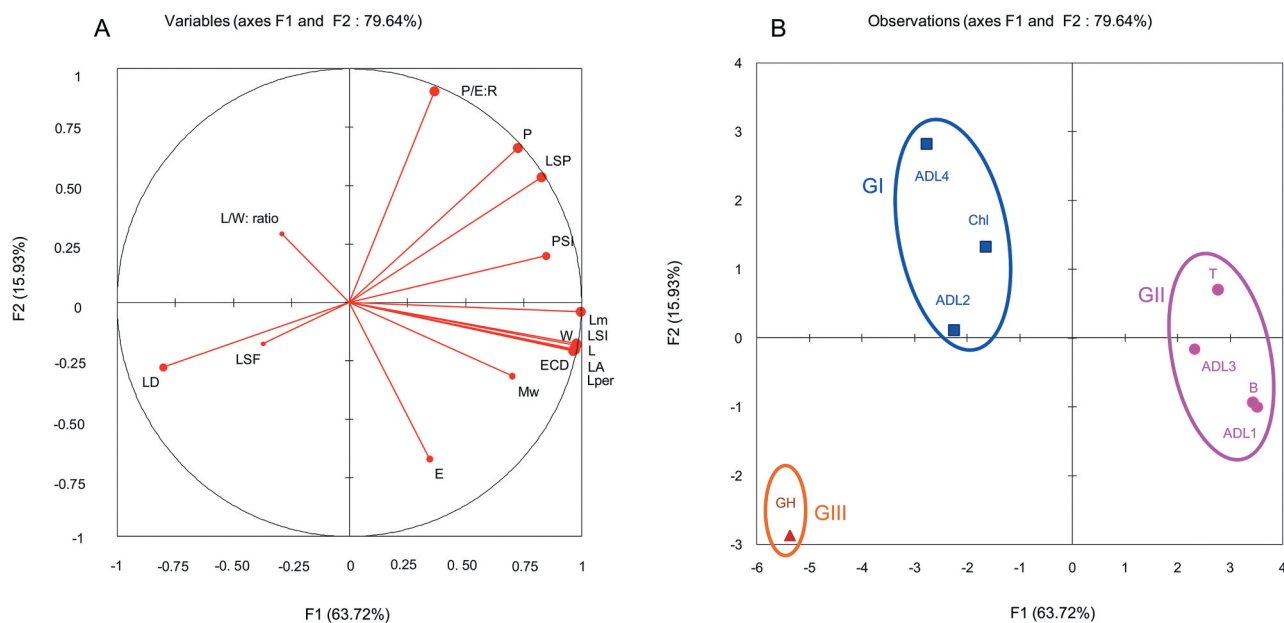 A
Variables (axes F1 and F2 : 79.64%)
1
0.75
0.50
0.25
0
-0.25
-0.50
-0.75
-1
F2 (15.93%)
P/E:R
P
LSP
PSI
L/W: ratio
Lm
W
LSI
L
ECD
LA
Lper
Mw
LSF
LD
E
-1
-0.75
-0.50
-0.25
0
0.25
0. 50
0.75
1
F1 (63.72%)
B
Observations (axes F1 and F2 : 79.64%)
4
3
2
1
0
-1
-2
-3
F2 (15.93%)
GI
ADL4
Chl
ADL2
GII
T
ADL3
B
ADL1
GH
GIII
-6
-5
-4
-3
-2
-1
0
1
2
3
4
F1 (63.72%)